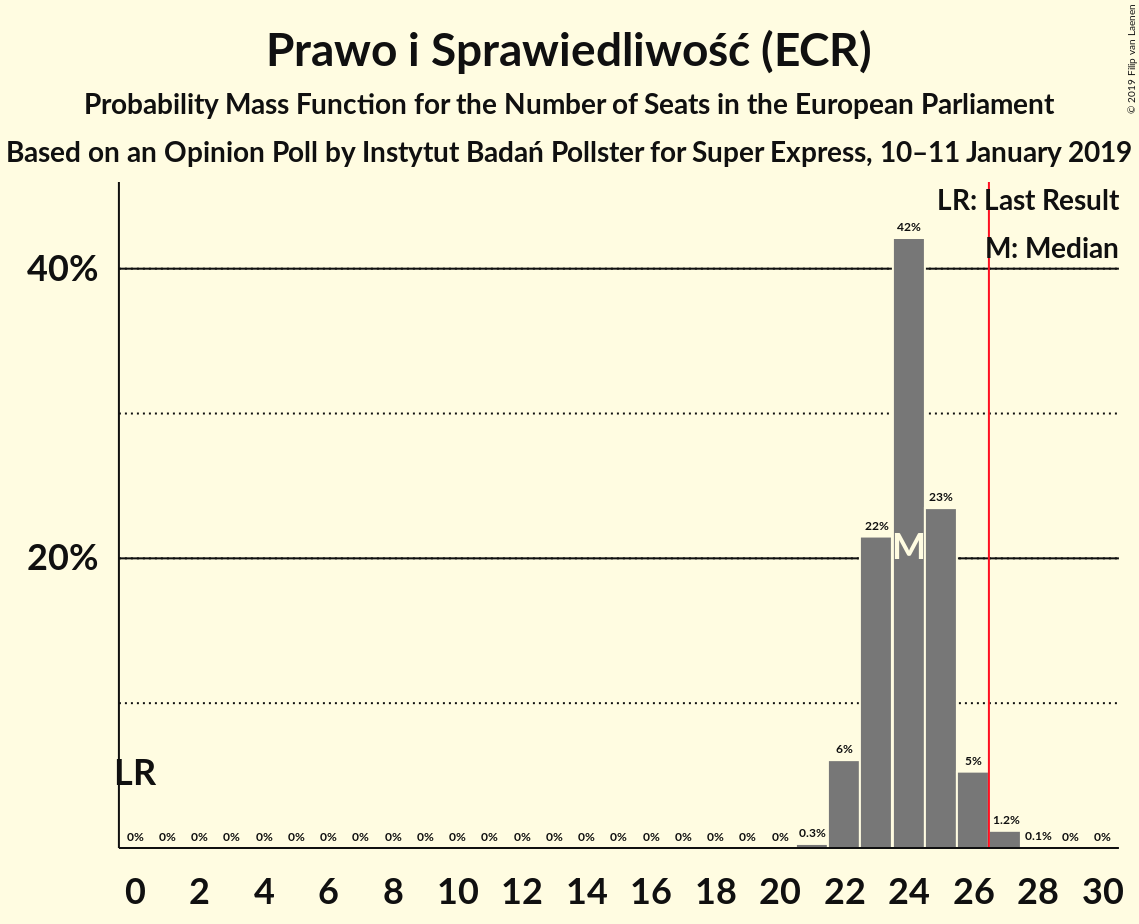 Prawo i Sprawiedliwość (ECR)
Probability Mass Function for the Number of Seats in the European Parliament
Based on an Opinion Poll by Instytut Badań Pollster for Super Express, 10–11 January 2019
© 2019 Filip van Laenen
LR: Last Result
M: Median
42%
40%
23%
22%
M
20%
6%
5%
LR
1.2%
0% 0% 0% 0% 0% 0% 0% 0% 0% 0% 0% 0% 0% 0% 0% 0% 0% 0% 0% 0% 0% 0.3% 0.1% 0% 0%
0 2 4 6 8 10 12 14 16 18 20 22 24 26 28 30